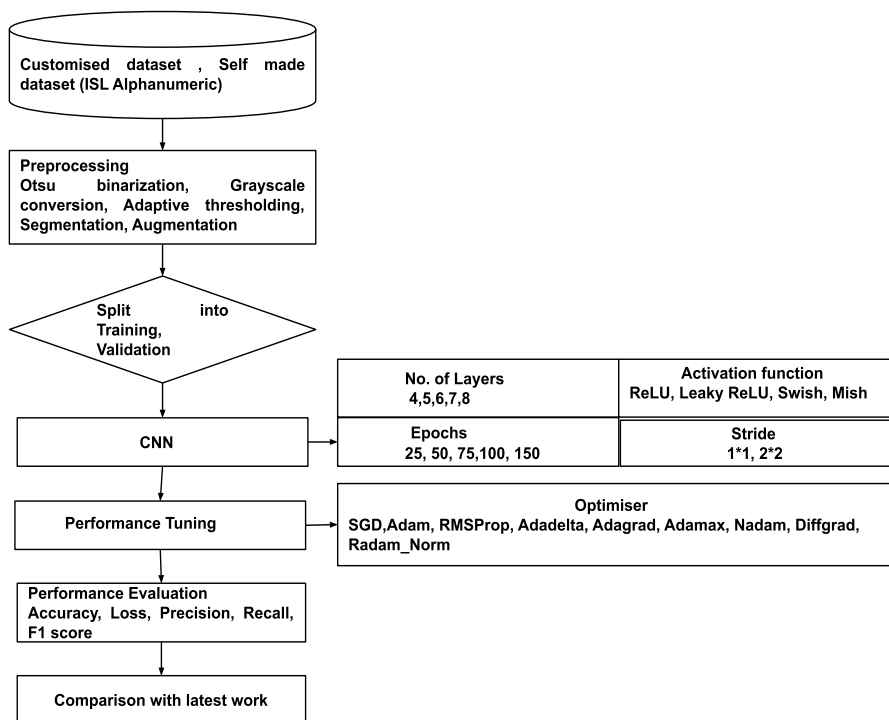 Customised dataset , Self made
dataset (ISL Alphanumeric)
Preprocessing
Otsu binarization, Grayscale
conversion, Adaptive thresholding,
Segmentation, Augmentation
Split into
Training,
Validation
CNN
No. of Layers
4,5,6,7,8
Activation function
ReLU, Leaky ReLU, Swish, Mish
Epochs
25, 50, 75,100, 150
Stride
1*1, 2*2
Performance Tuning
Optimiser
SGD,Adam, RMSProp, Adadelta, Adagrad, Adamax, Nadam, Diffgrad,
Radam_Norm
Performance Evaluation
Accuracy, Loss, Precision, Recall,
F1 score
Comparison with latest work